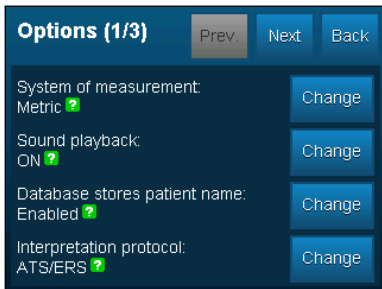 Options (1/3)
Prev.
Next
Back
System of measurement:
Metric ?
Change
Sound playback:
ON ?
Change
Database stores patient name:
Enabled ?
Change
Interpretation protocol:
ATS/ERS ?
Change